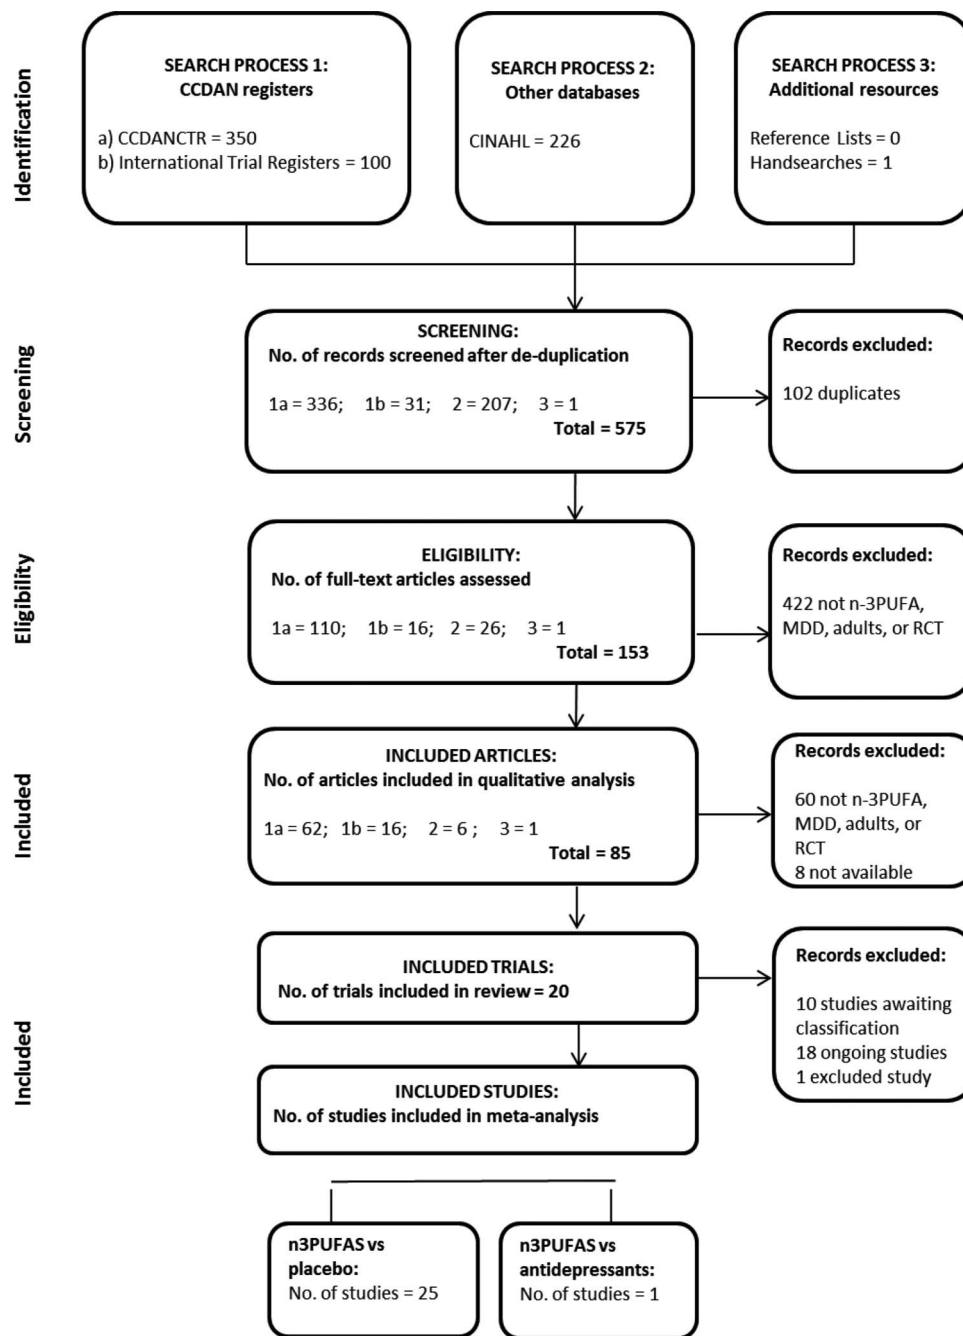 Identification
SEARCH PROCESS 1:
CCDAN registers
a) CCDANCTR = 350
b) International Trial Registers = 100
SEARCH PROCESS 2:
Other databases
CINAHL = 226
SEARCH PROCESS 3:
Additional resources
Reference Lists = 0
Handsearches = 1
Screening
SCREENING:
No. of records screened after de-duplication
1a = 336; 1b = 31; 2 = 207; 3 = 1
Total = 575
Records excluded:
102 duplicates
Eligibility
ELIGIBILITY:
No. of full-text articles assessed
1a = 110; 1b = 16; 2 = 26; 3 = 1
Total = 153
Records excluded:
422 not n-3PUFA,
MDD, adults, or RCT
Included
INCLUDED ARTICLES:
No. of articles included in qualitative analysis
1a = 62; 1b = 16; 2 = 6 ; 3 = 1
Total = 85
Records excluded:
60 not n-3PUFA,
MDD, adults, or
RCT
8 not available
Included
INCLUDED TRIALS:
No. of trials included in review = 20
Records excluded:
10 studies awaiting
classification
18 ongoing studies
1 excluded study
INCLUDED STUDIES:
No. of studies included in meta-analysis
n3PUFAS vs
placebo:
No. of studies = 25
n3PUFAS vs
antidepressants:
No. of studies = 1